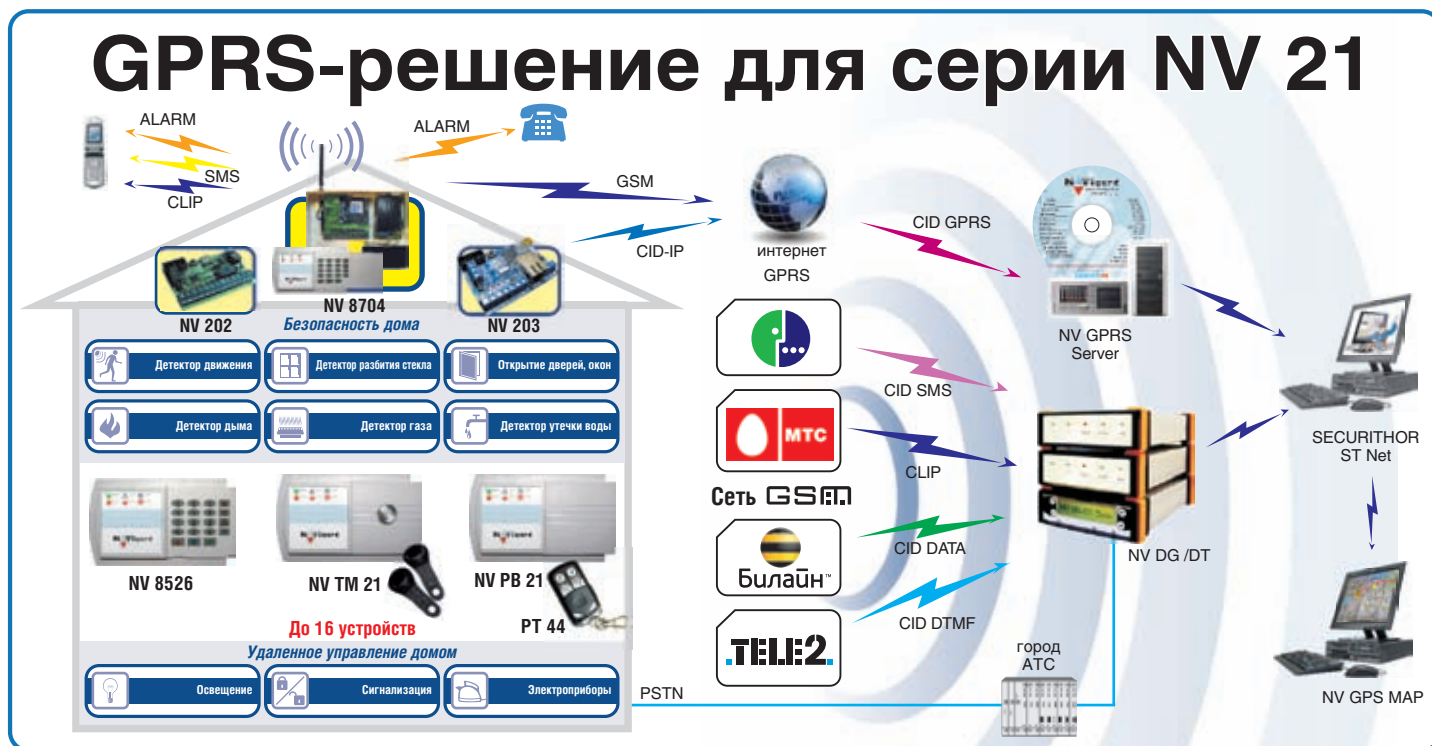 GPRS-решение для серии NV 21
ALARM
SMS
CLIP
ALARM
GSM
CID-IP
интернет
GPRS
CID GPRS
NV GPRS
Server
NV 8704
NV 202
NV 203
Безопасность дома
Детектор движения
Детектор разбития стекла
Открытие дверей, окон
Детектор дыма
Детектор газа
Детектор утечки воды
CID SMS
МТС
CLIP
Сеть GSM
CID DATA
Билайн™
CID DTMF
.TELE2.
NV DG /DT
SECURITHOR
ST Net
NV GPS MAP
NV 8526
NV TM 21
NV PB 21
До 16 устройств
PT 44
Удаленное управление домом
Освещение
Сигнализация
Электроприборы
PSTN
город
АТС